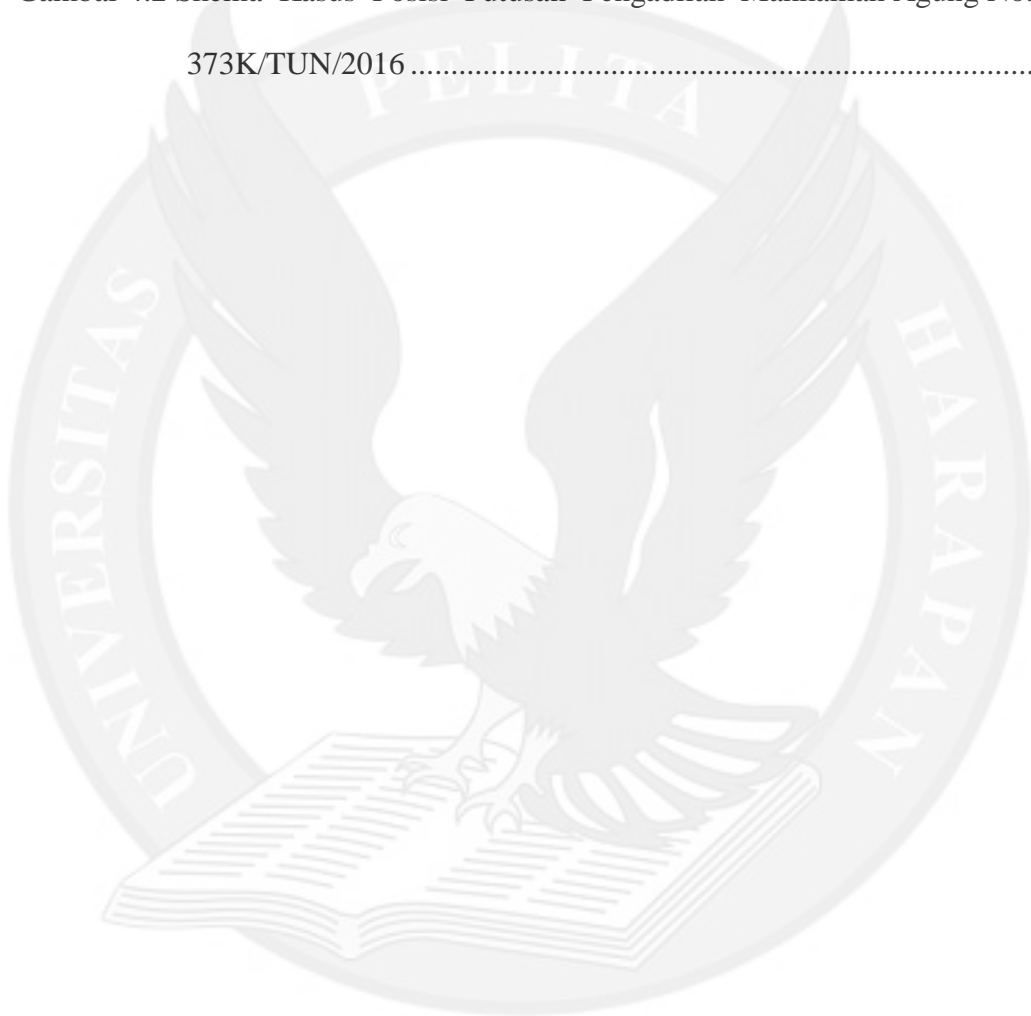 Gambar 4.2 Skema Kasus Posisi Putusan Pengadilan Mahkamah Agung No.
373K/TUN/2016 ....................................................................................
UNIVERSITAS PELITA HARAPAN